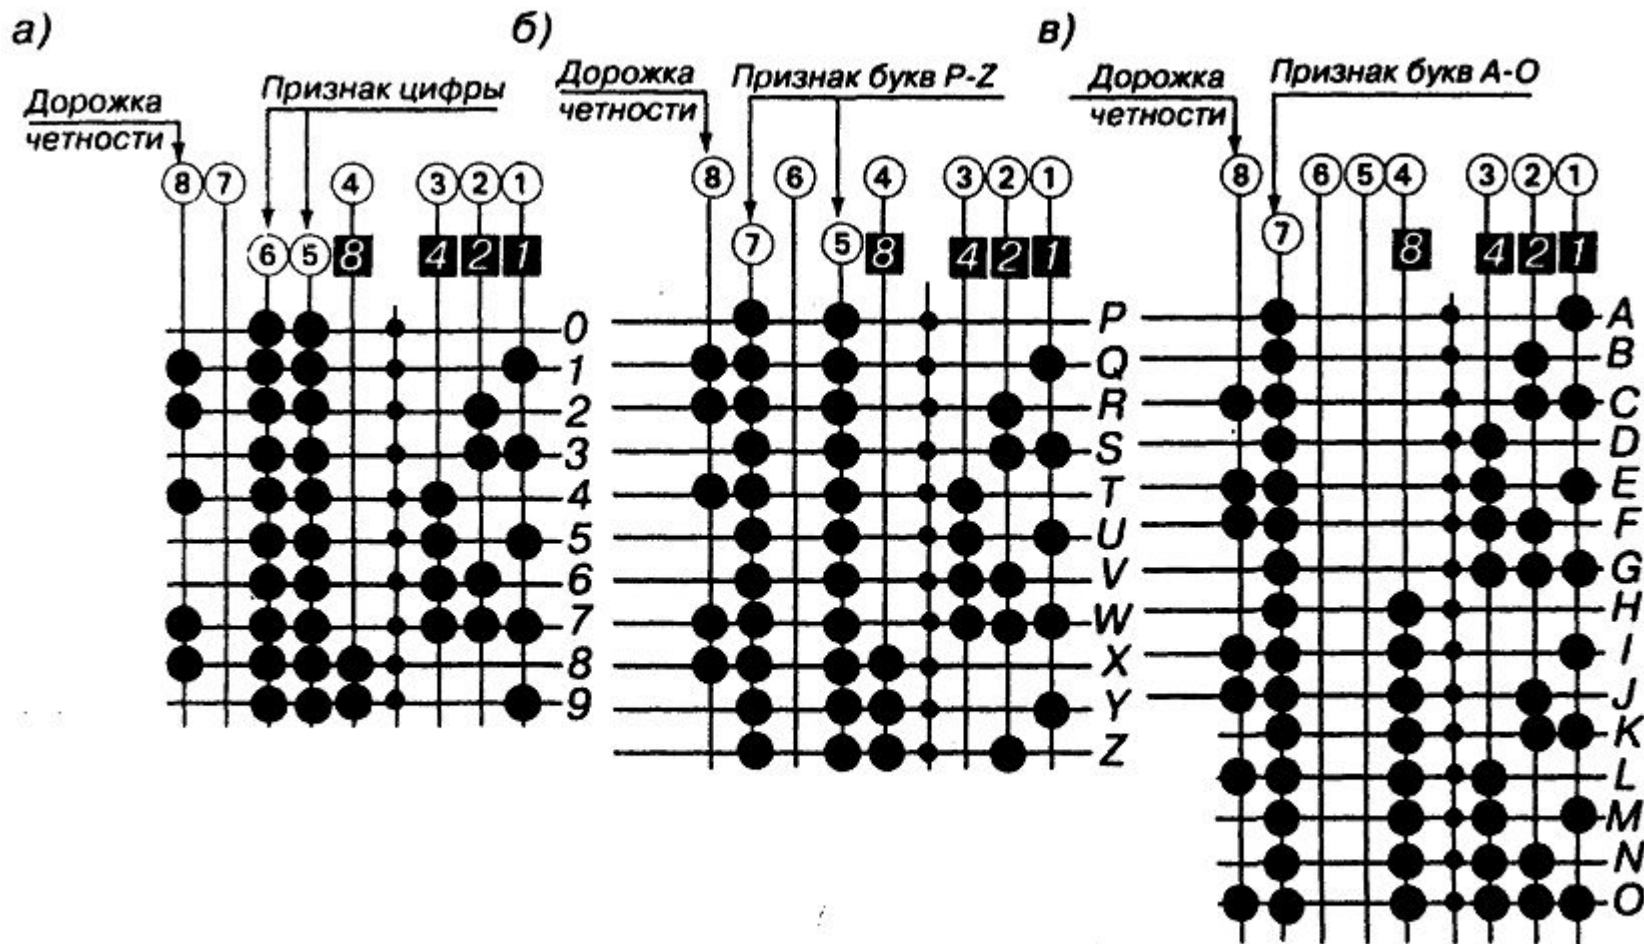 а)
Дорожка
четности
Признак цифры
8 7 4 3 2 1
6 5 8 4 2 1
0
1
2
3
4
5
6
7
8
9
б)
Дорожка
четности
Признак букв P-Z
8 6 4 3 2 1
7 5 8 4 2 1
P
Q
R
S
T
U
V
W
X
Y
Z
в)
Дорожка
четности
Признак букв A-O
8 6 5 4 3 2 1
7 8 4 2 1
A
B
C
D
E
F
G
H
I
J
K
L
M
N
O